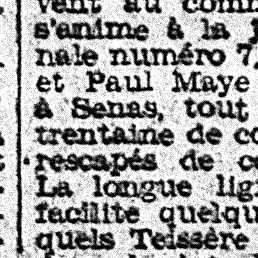 vent au com
s'anime à la
nale numéro 7,
et Paul Maye
à Senas, tout
trentaine de co
rescapés de c
La longue lig
facilite quelqu
quels Teissère